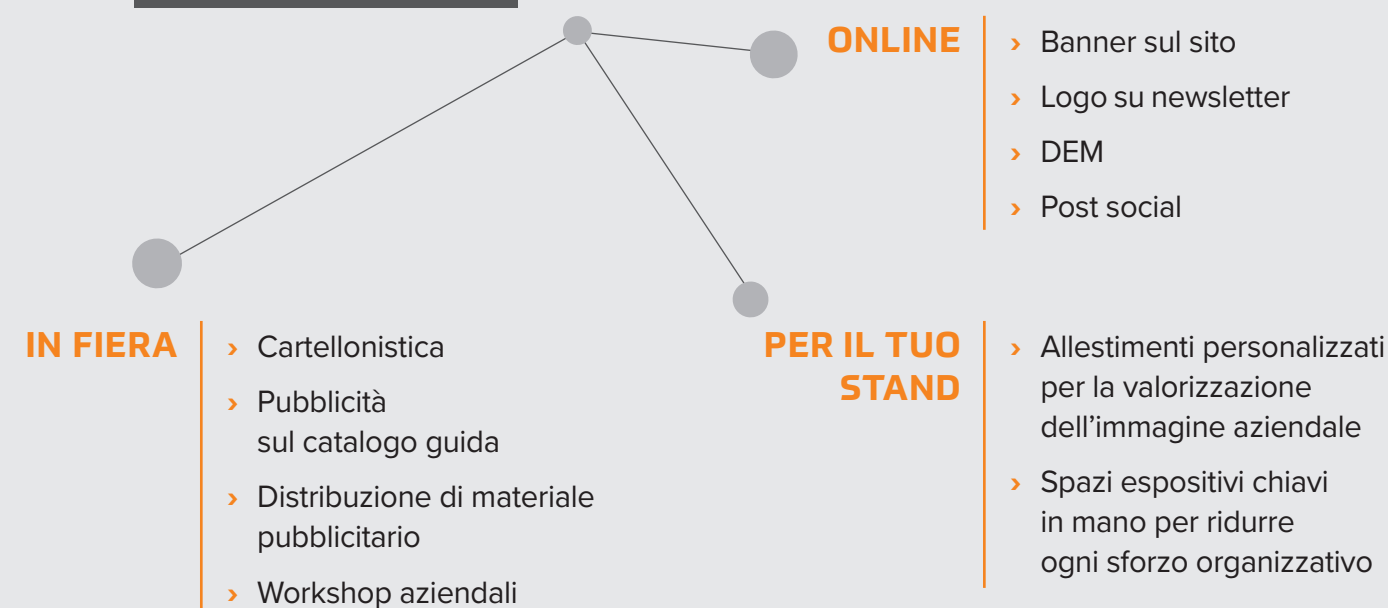 ONLINE
› Banner sul sito
› Logo su newsletter
› DEM
› Post social
IN FIERA
› Cartellonistica
› Pubblicità
sul catalogo guida
› Distribuzione di materiale
pubblicitario
› Workshop aziendali
PER IL TUO
STAND
› Allestimenti personalizzati
per la valorizzazione
dell’immagine aziendale
› Spazi espositivi chiavi
in mano per ridurre
ogni sforzo organizzativo